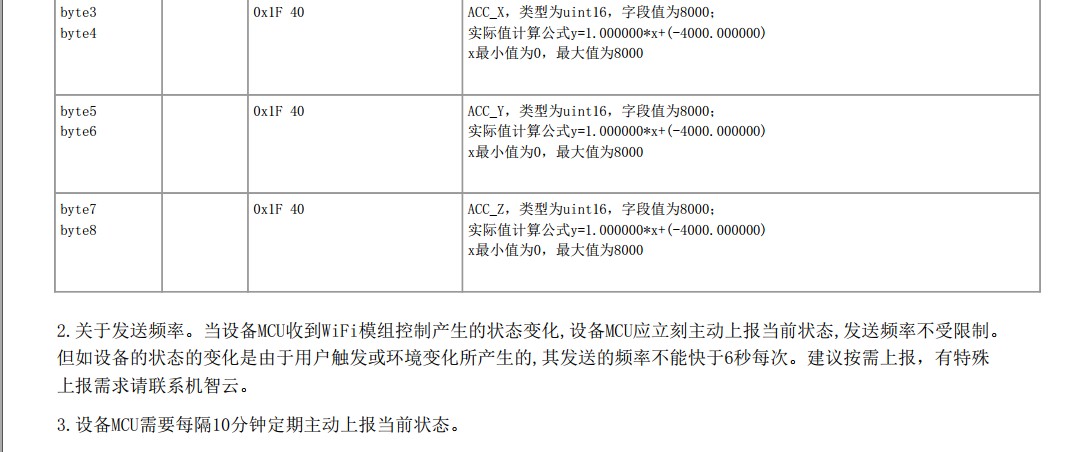 byte3
byte4
0x1F 40
ACC_X, 类型为uint16, 字段值为8000;
实际值计算公式y=1.000000*x+(-4000.000000)
x最小值为0, 最大值为8000
byte5
byte6
0x1F 40
ACC_Y, 类型为uint16, 字段值为8000;
实际值计算公式y=1.000000*x+(-4000.000000)
x最小值为0, 最大值为8000
byte7
byte8
0x1F 40
ACC_Z, 类型为uint16, 字段值为8000;
实际值计算公式y=1.000000*x+(-4000.000000)
x最小值为0, 最大值为8000
2.关于发送频率。当设备MCU收到WiFi模组控制产生的状态变化,设备MCU应立刻主动上报当前状态,发送频率不受限制。
但如设备的状态的变化是由于用户触发或环境变化所产生的,其发送的频率不能快于6秒每次。建议按需上报，有特殊
上报需求请联系机智云。
3.设备MCU需要每隔10分钟定期主动上报当前状态。